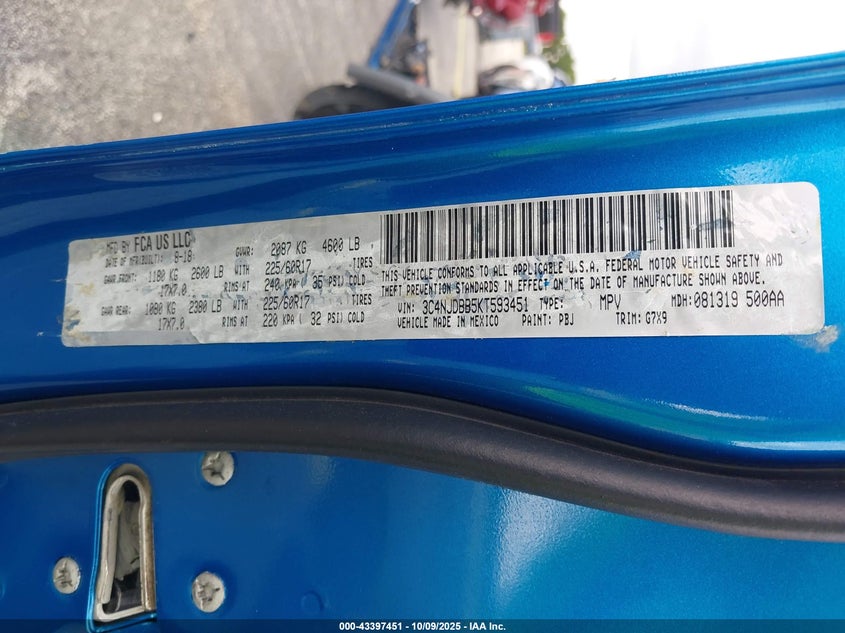 MFD BY FCA US LLC
DATE OF MFR(BUILT): 8-18
GVWR: 2087 KG 4600 LB
GAWR FRONT: 1180 KG 2600 LB WITH 225/60R17 TIRES
17X7.0 RIMS AT 240 KPA ( 35 PSI) COLD
GAWR REAR: 1080 KG 2380 LB WITH 225/60R17 TIRES
17X7.0 RIMS AT 220 KPA ( 32 PSI) COLD
THIS VEHICLE CONFORMS TO ALL APPLICABLE U.S.A. FEDERAL MOTOR VEHICLE SAFETY AND
THEFT PREVENTION STANDARDS IN EFFECT ON THE DATE OF MANUFACTURE SHOWN ABOVE.
VIN: 3C4NJDBB5KT593451 TYPE: MPV MDH: 081319 500AA
VEHICLE MADE IN MEXICO PAINT: PBJ TRIM: G7X9
000-43397451 - 10/09/2025 - IAA Inc.